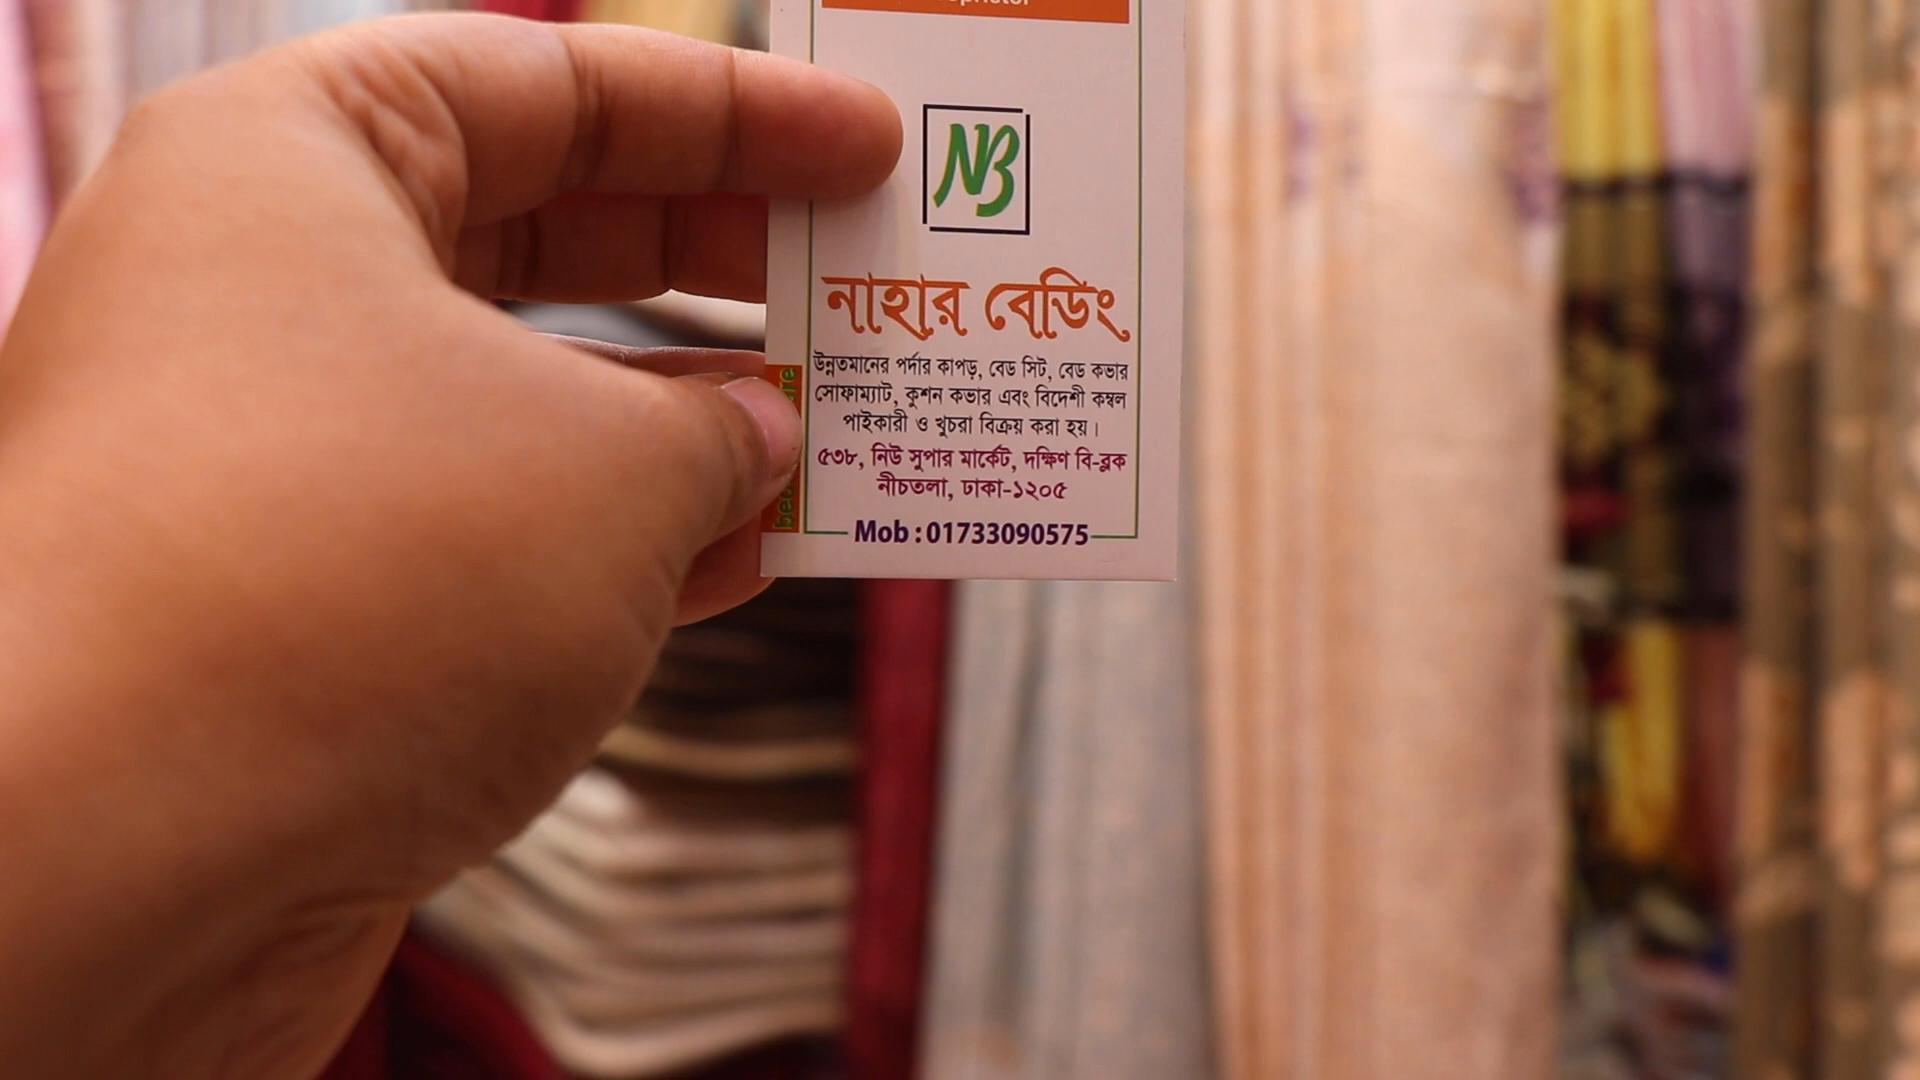 NB
নাহার বেডিং
উন্নতমানের পর্দার কাপড়, বেড সিট, বেড কভার
সোফাম্যাট, কুশন কভার এবং বিদেশী কম্বল
পাইকারী ও খুচরা বিক্রয় করা হয়।
৫৩৮, নিউ সুপার মার্কেট, দক্ষিণ বি-ব্লক
নীচতলা, ঢাকা-১২০৫
Mob : 01733090575